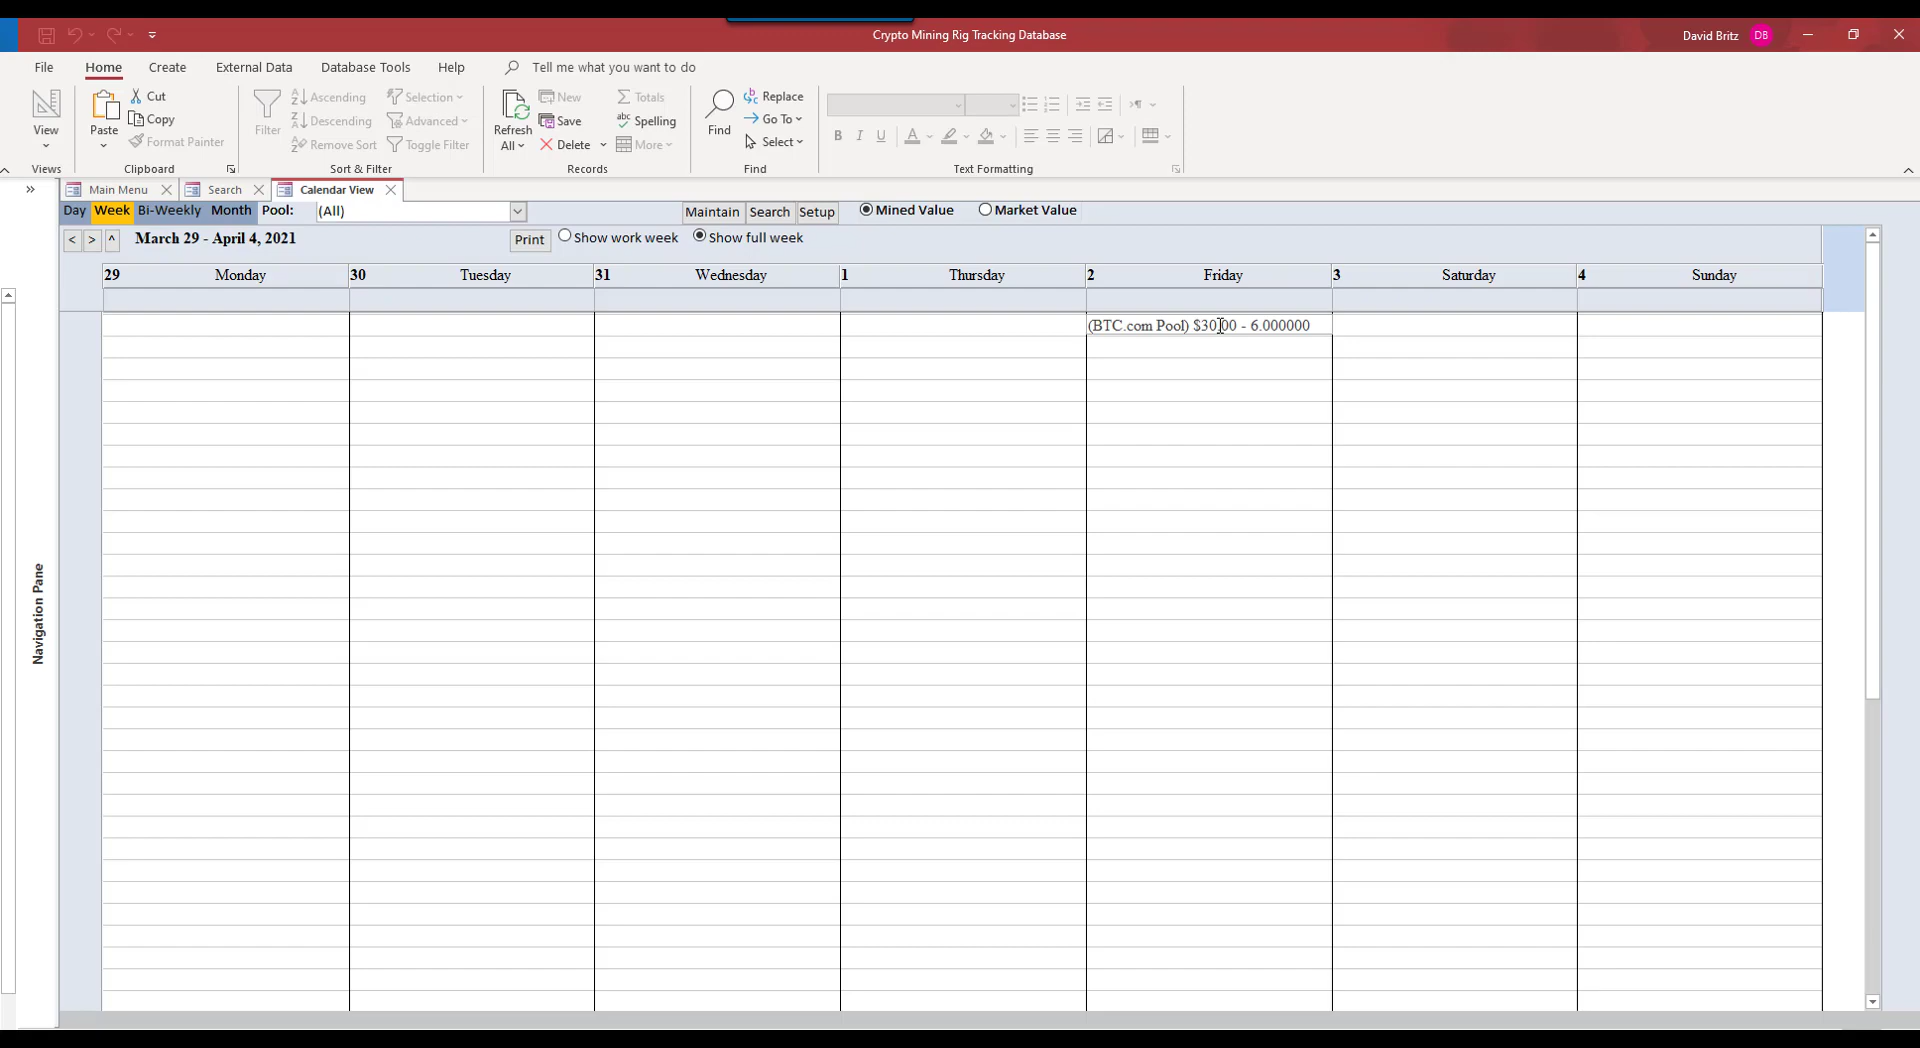 Crypto Mining Rig Tracking Database
David Britz DB
File Home Create External Data Database Tools Help Tell me what you want to do
View
Views
Paste
Cut
Copy
Format Painter
Clipboard
Filter
Ascending
Descending
Remove Sort
Selection
Advanced
Toggle Filter
Sort & Filter
Refresh
All
New
Save
Delete
Totals
Spelling
More
Records
Find
Replace
Go To
Select
Find
B I U
Text Formatting
Main Menu Search Calendar View
Day Week Bi-Weekly Month Pool: (All) Maintain Search Setup Mined Value Market Value
< > ^ March 29 - April 4, 2021 Print Show work week Show full week
29 Monday 30 Tuesday 31 Wednesday 1 Thursday 2 Friday 3 Saturday 4 Sunday
(BTC.com Pool) $30.00 - 6.000000
Navigation Pane